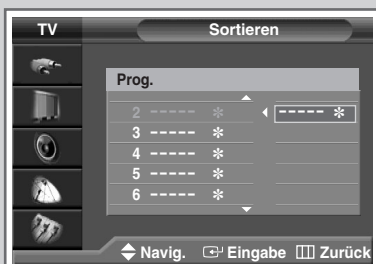 TV Sortieren
Prog.
2 ----- ✻ ----- ✻
3 ----- ✻
4 ----- ✻
5 ----- ✻
6 ----- ✻
Navig. Eingabe Zurück